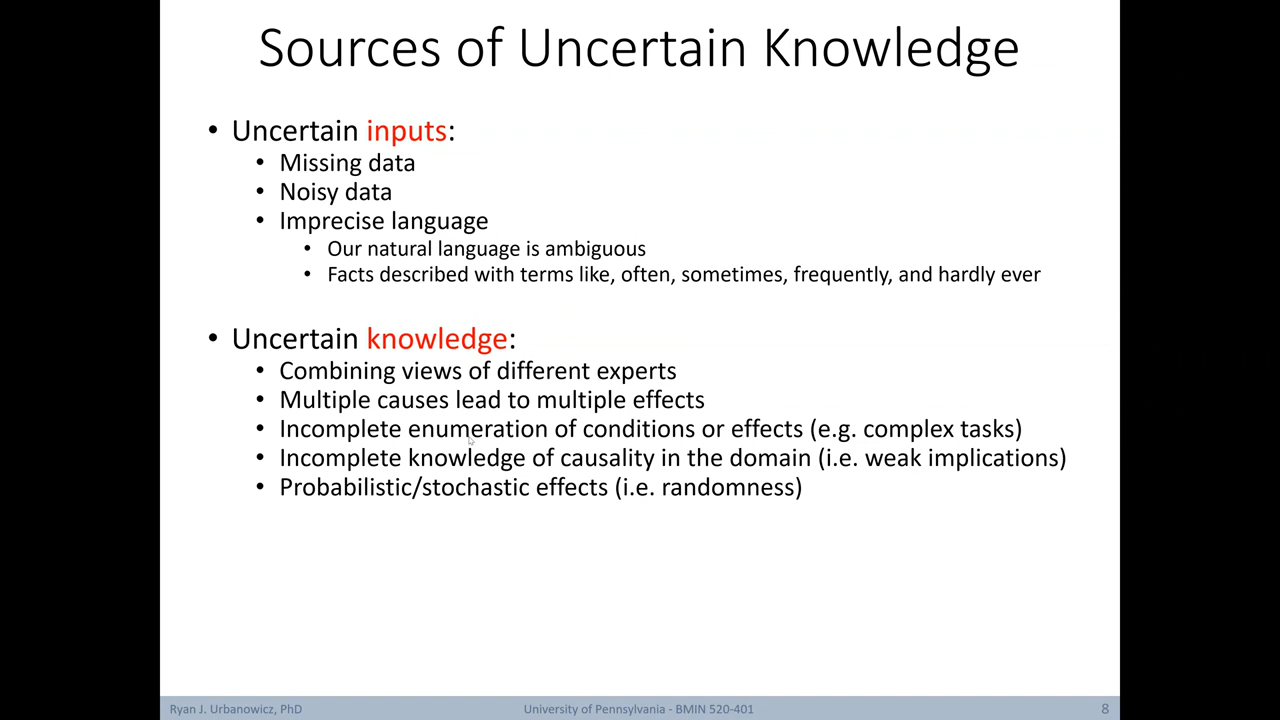 Sources of Uncertain Knowledge
• Uncertain inputs:
• Missing data
• Noisy data
• Imprecise language
• Our natural language is ambiguous
• Facts described with terms like, often, sometimes, frequently, and hardly ever
• Uncertain knowledge:
• Combining views of different experts
• Multiple causes lead to multiple effects
• Incomplete enumeration of conditions or effects (e.g. complex tasks)
• Incomplete knowledge of causality in the domain (i.e. weak implications)
• Probabilistic/stochastic effects (i.e. randomness)
Ryan J. Urbanowicz, PhD
University of Pennsylvania - BMIN 520-401
8